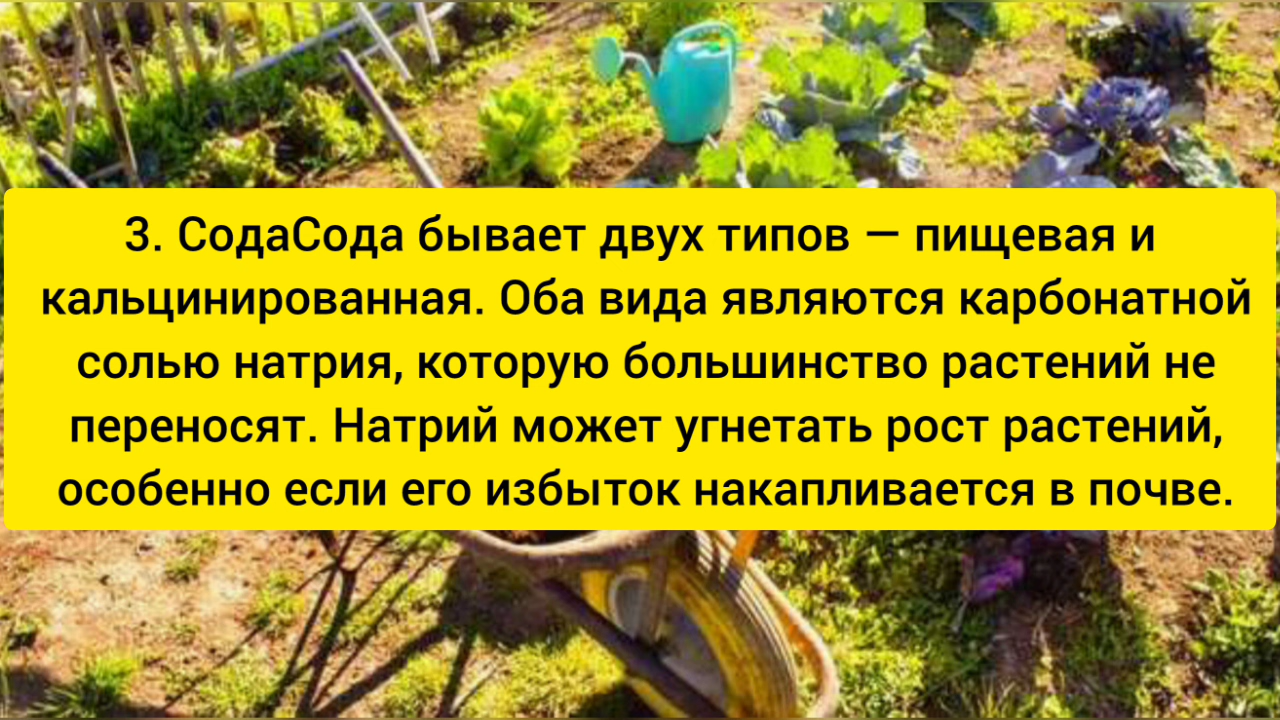 3. СодаСода бывает двух типов — пищевая и
кальцинированная. Оба вида являются карбонатной
солью натрия, которую большинство растений не
переносят. Натрий может угнетать рост растений,
особенно если его избыток накапливается в почве.